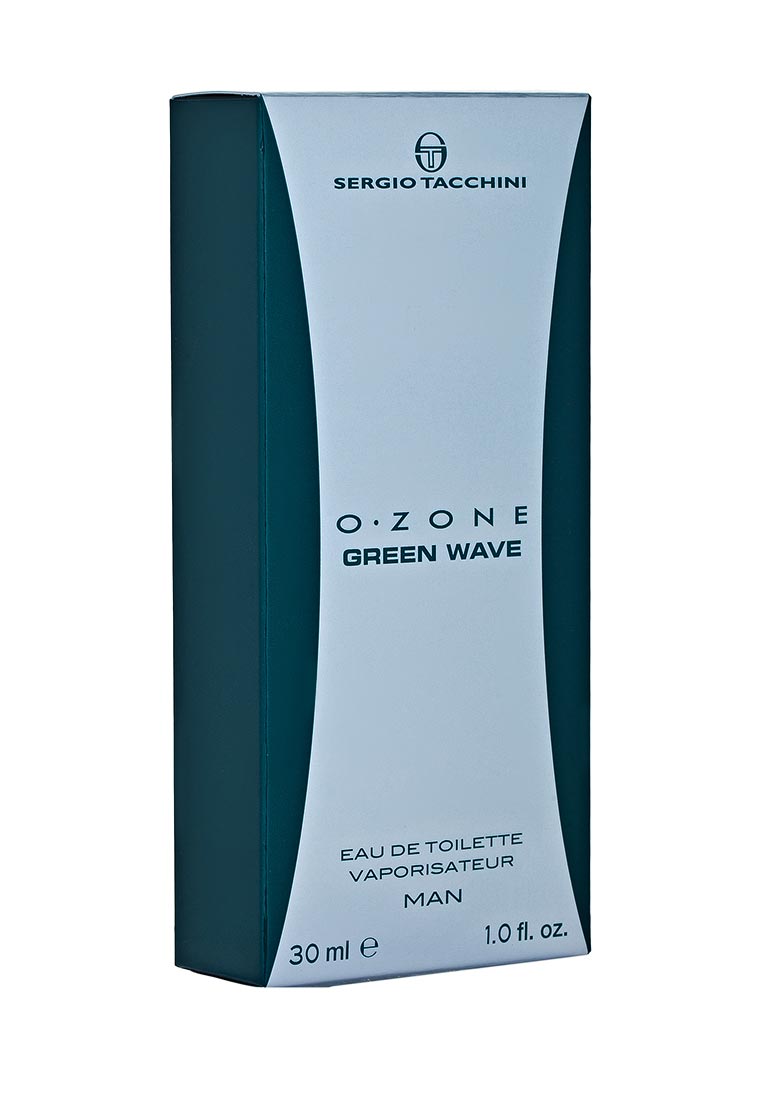 SERGIO TACCHINI
O·ZONE
GREEN WAVE
EAU DE TOILETTE
VAPORISATEUR
MAN
30 ml ℮ 1.0 fl. oz.